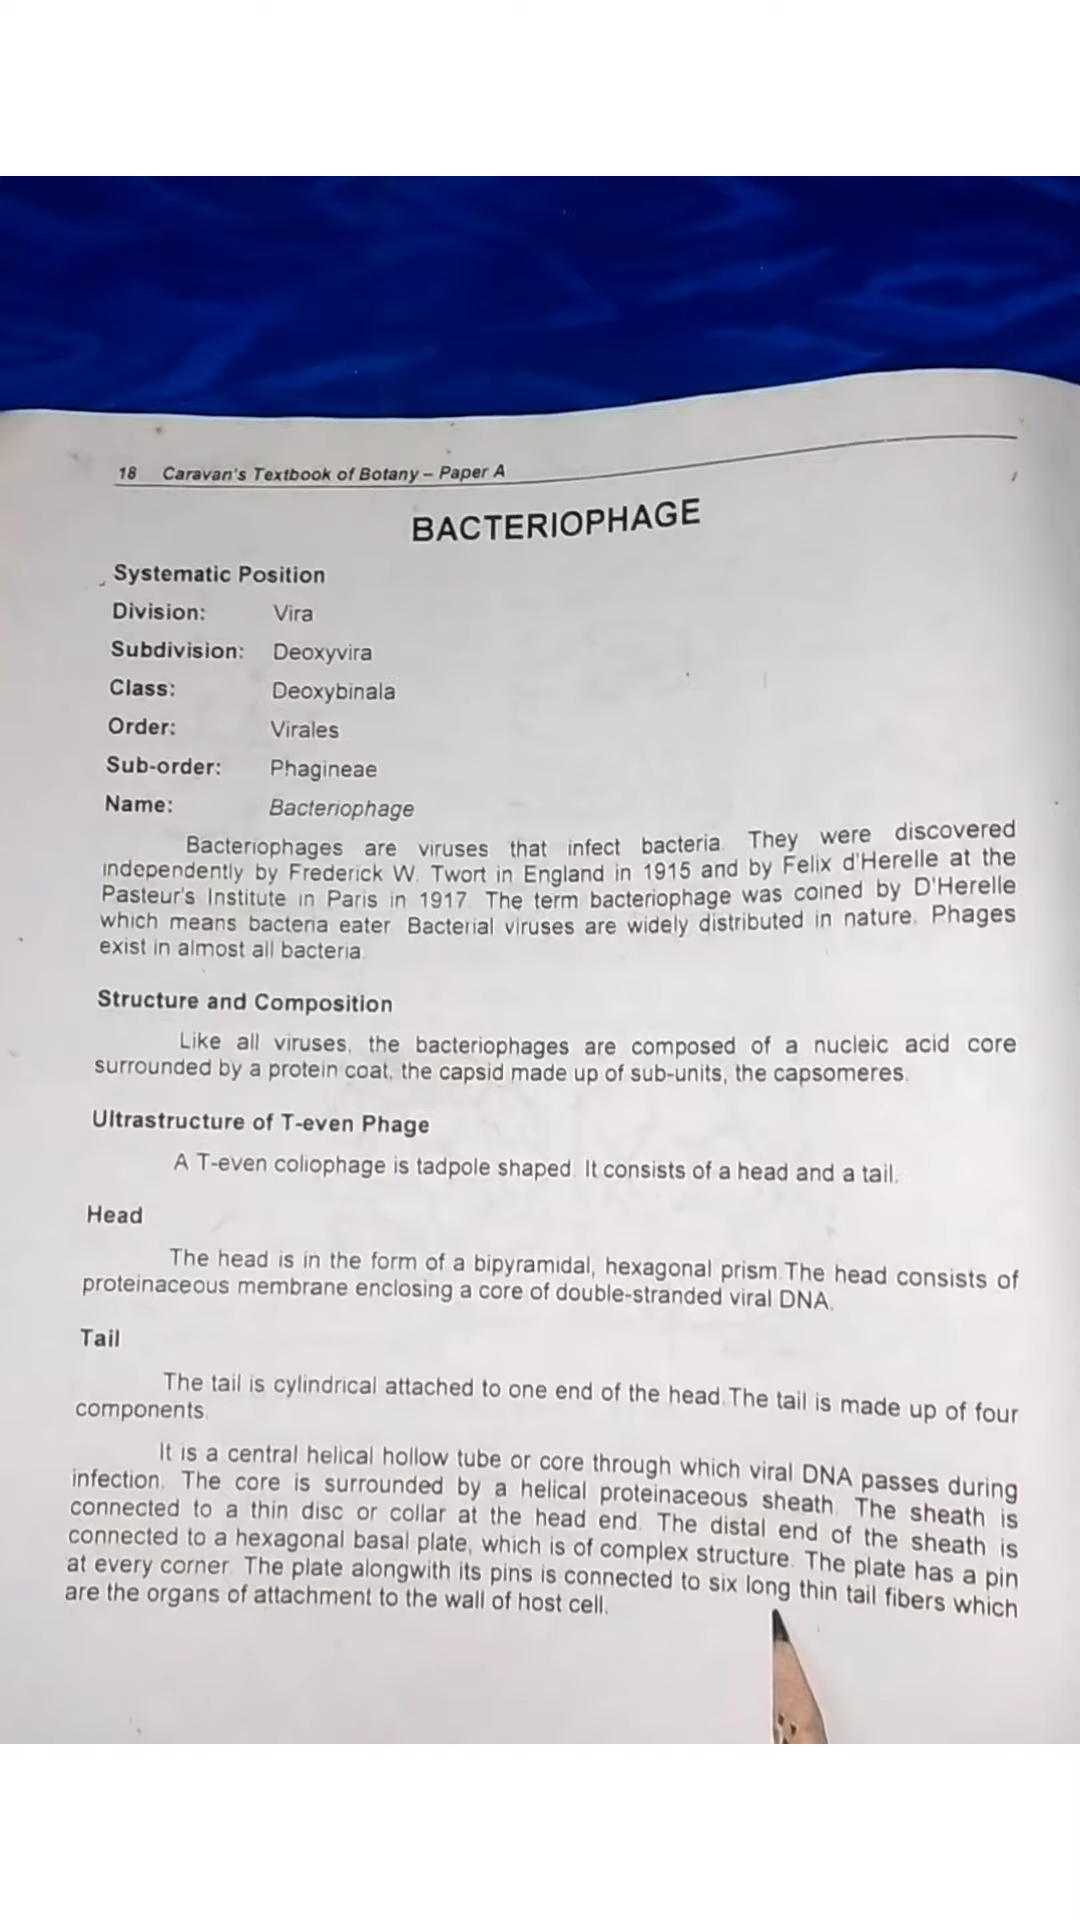 18 Caravan's Textbook of Botany – Paper A
BACTERIOPHAGE
Systematic Position
Division: Vira
Subdivision: Deoxyvira
Class: Deoxybinala
Order: Virales
Sub-order: Phagineae
Name: Bacteriophage
Bacteriophages are viruses that infect bacteria. They were discovered
independently by Frederick W. Twort in England in 1915 and by Felix d'Herelle at the
Pasteur's Institute in Paris in 1917. The term bacteriophage was coined by D'Herelle
which means bacteria eater. Bacterial viruses are widely distributed in nature. Phages
exist in almost all bacteria.
Structure and Composition
Like all viruses, the bacteriophages are composed of a nucleic acid core
surrounded by a protein coat, the capsid made up of sub-units, the capsomeres.
Ultrastructure of T-even Phage
A T-even coliophage is tadpole shaped. It consists of a head and a tail.
Head
The head is in the form of a bipyramidal, hexagonal prism.The head consists of
proteinaceous membrane enclosing a core of double-stranded viral DNA.
Tail
The tail is cylindrical attached to one end of the head.The tail is made up of four
components.
It is a central helical hollow tube or core through which viral DNA passes during
infection. The core is surrounded by a helical proteinaceous sheath. The sheath is
connected to a thin disc or collar at the head end. The distal end of the sheath is
connected to a hexagonal basal plate, which is of complex structure. The plate has a pin
at every corner. The plate alongwith its pins is connected to six long thin tail fibers which
are the organs of attachment to the wall of host cell.